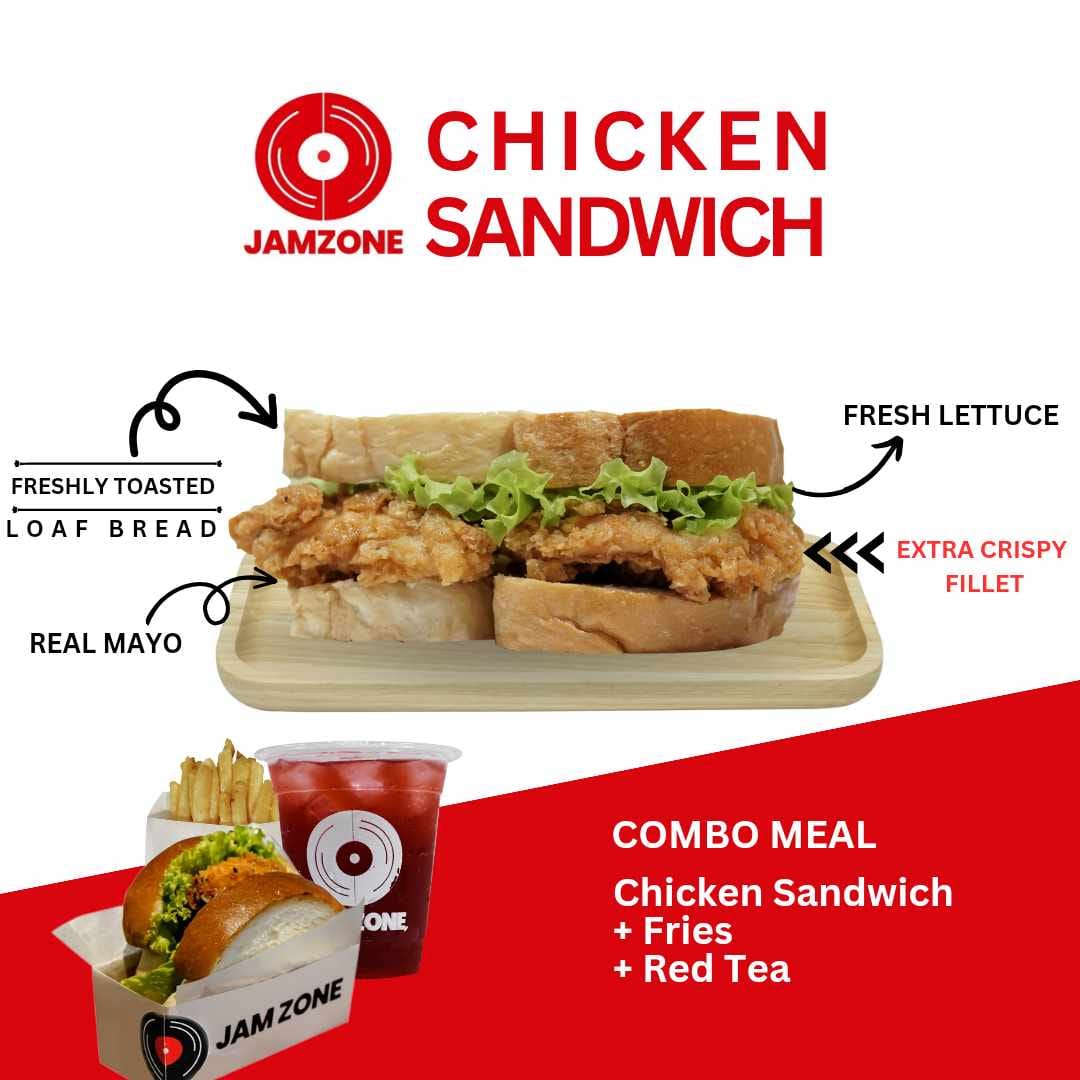 JAMZONE
CHICKEN
SANDWICH
FRESHLY TOASTED
LOAF BREAD
REAL MAYO
FRESH LETTUCE
EXTRA CRISPY
FILLET
COMBO MEAL
Chicken Sandwich
+ Fries
+ Red Tea
ZONE
JAM ZONE